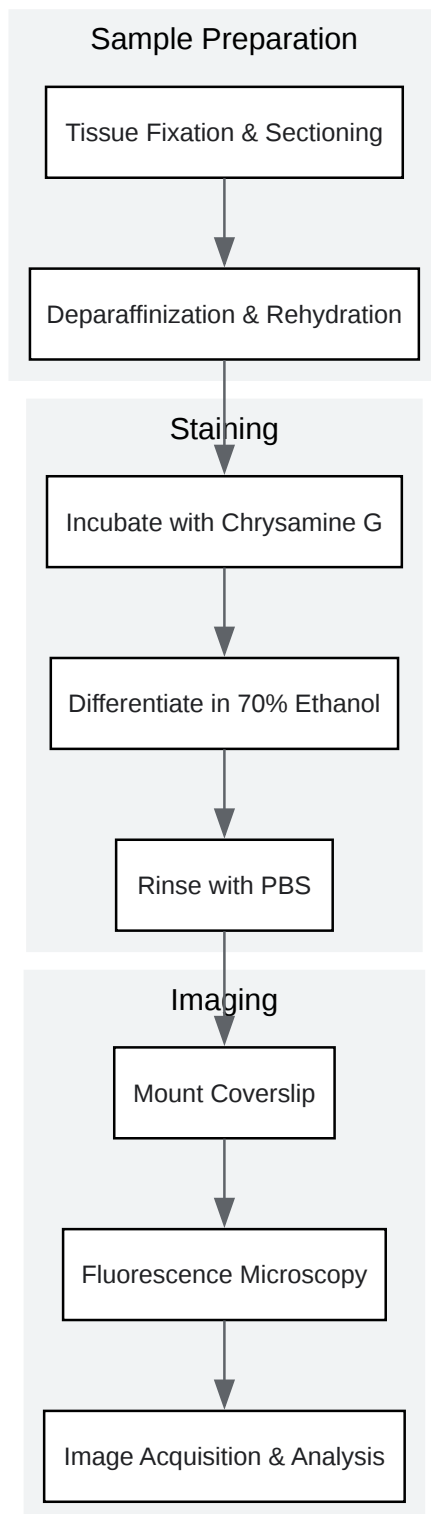 Sample Preparation
Tissue Fixation & Sectioning
Deparaffinization & Rehydration
Staining
Incubate with Chrysamine G
Differentiate in 70% Ethanol
Rinse with PBS
Imaging
Mount Coverslip
Fluorescence Microscopy
Image Acquisition & Analysis